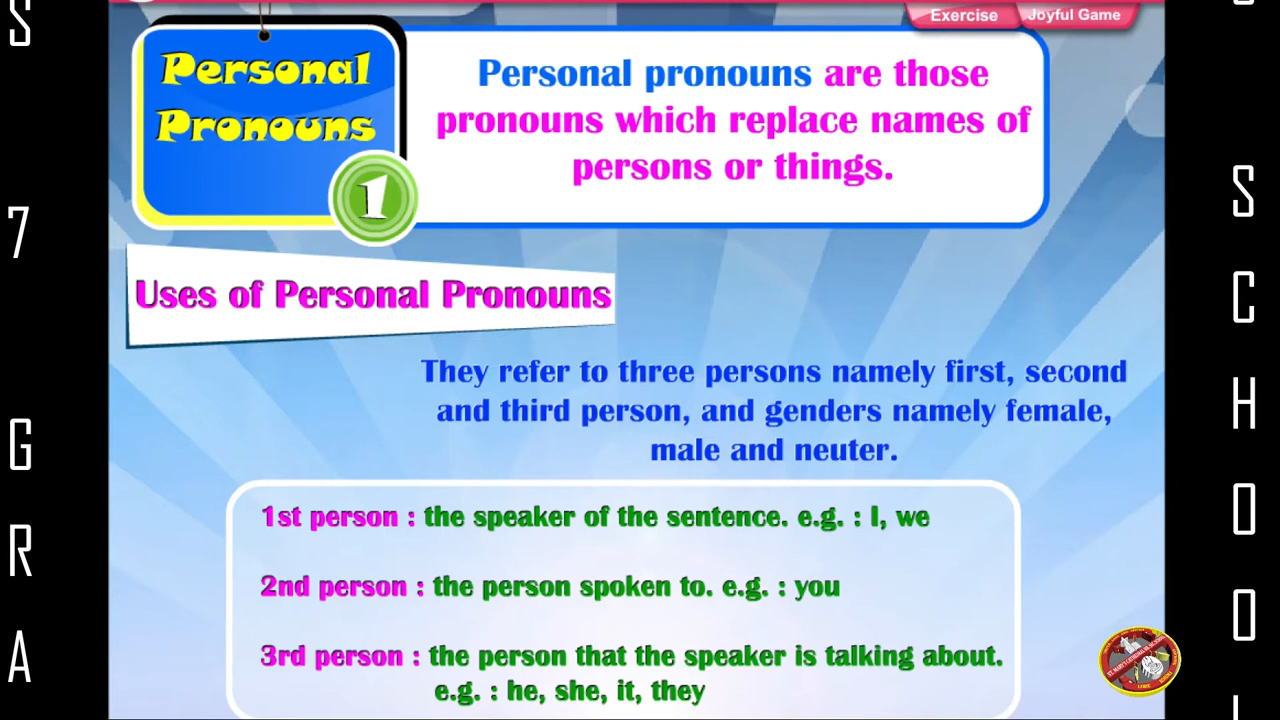 Exercise
Joyful Game
Personal
Pronouns
1
Personal pronouns are those
pronouns which replace names of
persons or things.
Uses of Personal Pronouns
They refer to three persons namely first, second
and third person, and genders namely female,
male and neuter.
1st person : the speaker of the sentence. e.g. : I, we
2nd person : the person spoken to. e.g. : you
3rd person : the person that the speaker is talking about.
e.g. : he, she, it, they
S
7
G
R
A
S
C
H
O
O